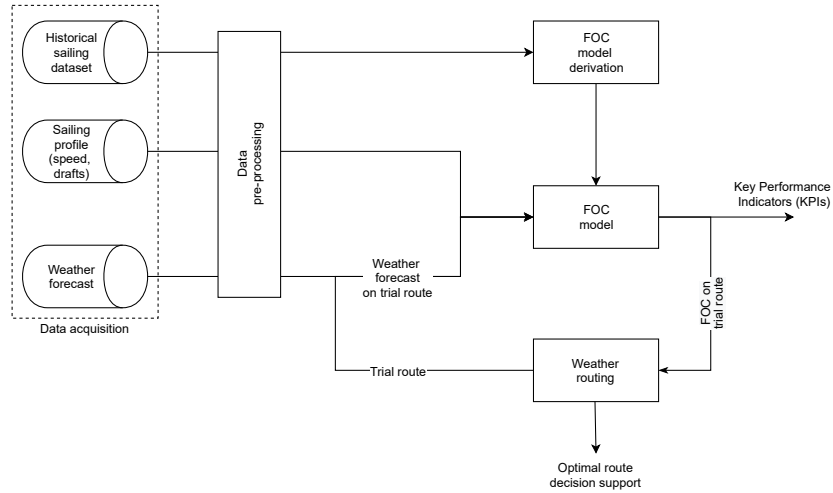 Historical
sailing
dataset
FOC
model
derivation
Sailing
profile
(speed,
drafts)
Data
pre-processing
Key Performance
Indicators (KPIs)
FOC
model
Weather
forecast
Weather
forecast
on trial route
FOC on
trial route
Data acquisition
Trial route
Weather
routing
Optimal route
decision support